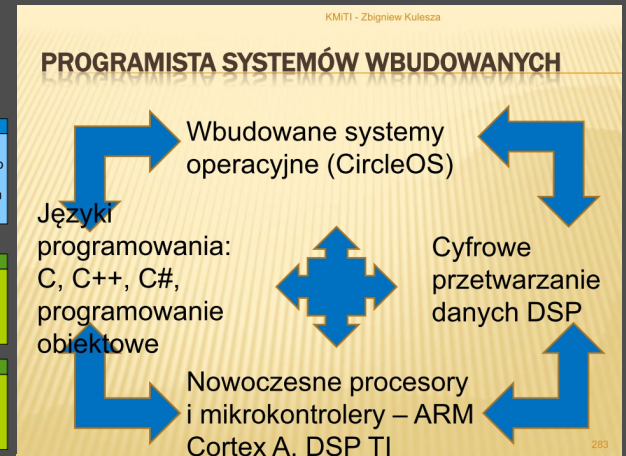 KMiTI - Zbigniew Kulesza
PROGRAMISTA SYSTEMÓW WBUDOWANYCH
Wbudowane systemy
operacyjne (CircleOS)
Języki
programowania:
C, C++, C#,
programowanie
obiektowe
Cyfrowe
przetwarzanie
danych DSP
Nowoczesne procesory
i mikrokontrolery – ARM
Cortex A, DSP TI
283